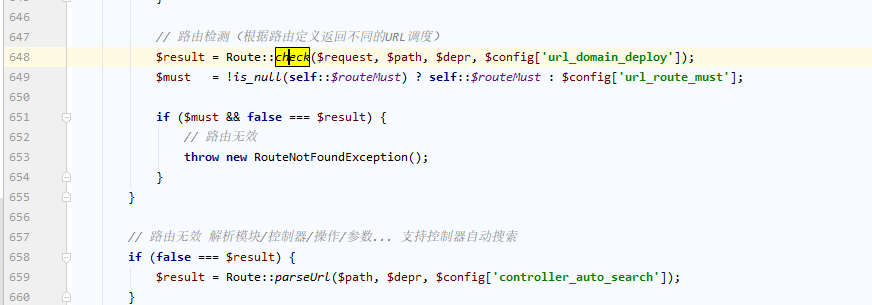 646 }
647 // 路由检测（根据路由定义返回不同的URL调度）
648 $result = Route::check($request, $path, $depr, $config['url_domain_deploy']);
649 $must   = !is_null(self::$routeMust) ? self::$routeMust : $config['url_route_must'];
650
651 if ($must && false === $result) {
652 // 路由无效
653 throw new RouteNotFoundException();
654 }
655 }
656
657 // 路由无效 解析模块/控制器/操作/参数... 支持控制器自动搜索
658 if (false === $result) {
659 $result = Route::parseUrl($path, $depr, $config['controller_auto_search']);
660 }